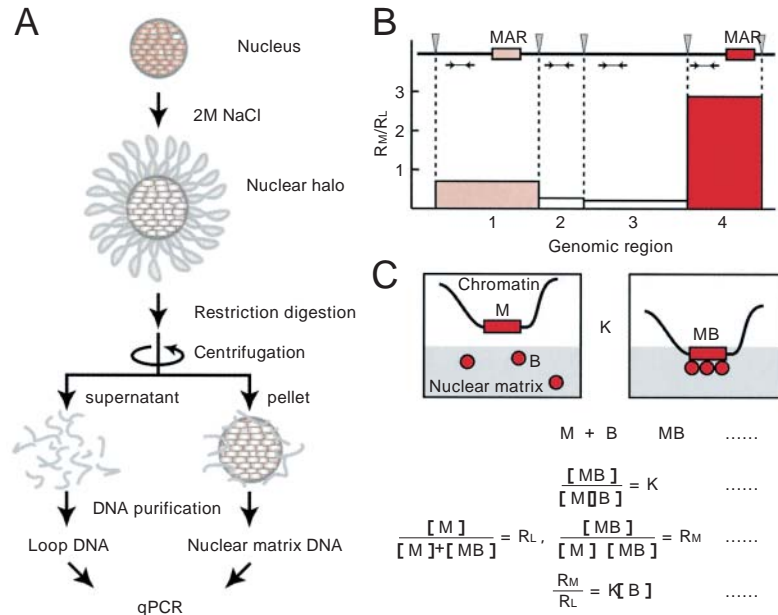 A
Nucleus
2M NaCl
Nuclear halo
Restriction digestion
Centrifugation
supernatant
pellet
DNA purification
Loop DNA
Nuclear matrix DNA
qPCR
B
MAR
MAR
RM/RL
3
2
1
1
2
3
4
Genomic region
C
Chromatin
M
B
Nuclear matrix
K
MB
M + B MB ......
[MB]
[M][B] = K ......
[M]
[M]+[MB] = RL,
[MB]
[M] [MB] = RM ......
RM
RL = K[B] ......